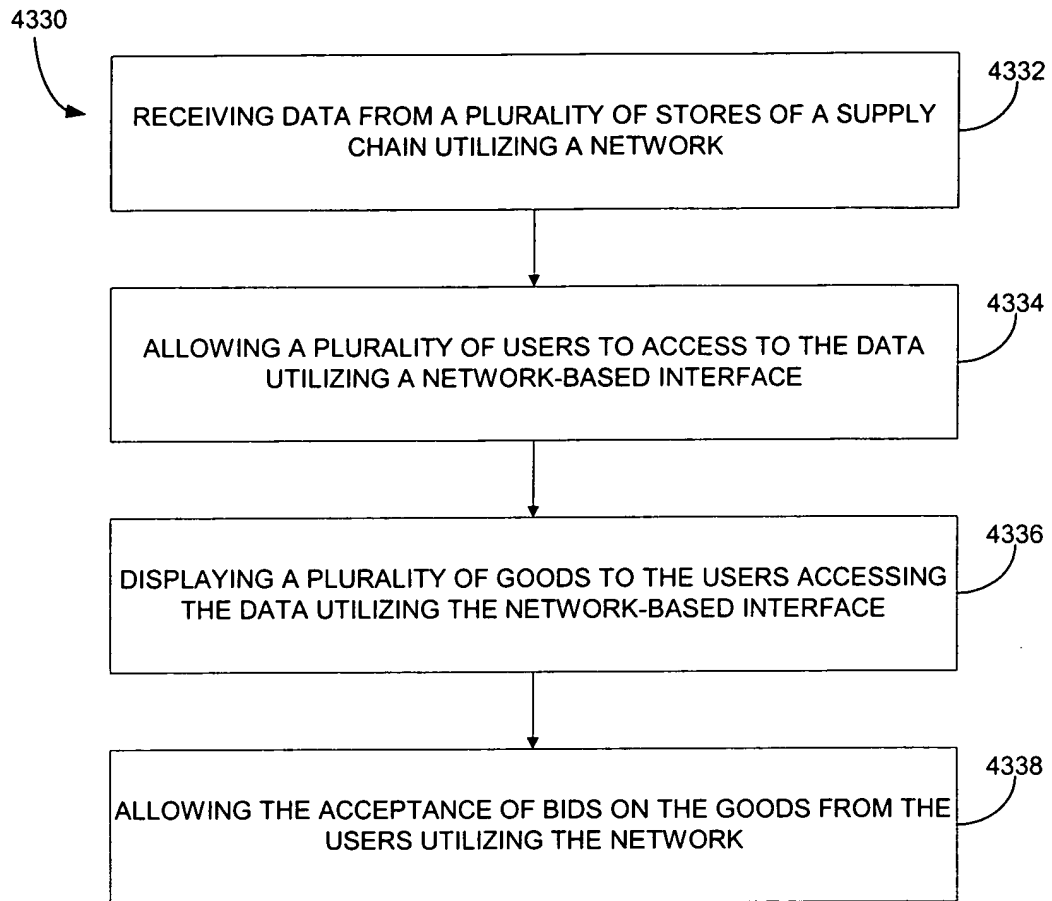 4330
4332
RECEIVING DATA FROM A PLURALITY OF STORES OF A SUPPLY
CHAIN UTILIZING A NETWORK
4334
ALLOWING A PLURALITY OF USERS TO ACCESS TO THE DATA
UTILIZING A NETWORK-BASED INTERFACE
4336
DISPLAYING A PLURALITY OF GOODS TO THE USERS ACCESSING
THE DATA UTILIZING THE NETWORK-BASED INTERFACE
4338
ALLOWING THE ACCEPTANCE OF BIDS ON THE GOODS FROM THE
USERS UTILIZING THE NETWORK